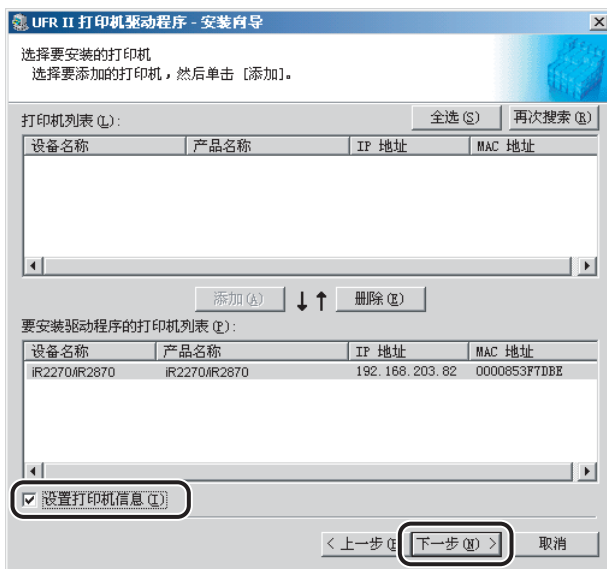 UFR II 打印机驱动程序 - 安装向导
选择要安装的打印机
选择要添加的打印机，然后单击 [添加]。
打印机列表(L): 全选(S) 再次搜索(R)
设备名称 产品名称 IP 地址 MAC 地址
添加(A) ↓↑ 删除(E)
要安装驱动程序的打印机列表(P):
设备名称 产品名称 IP 地址 MAC 地址
iR2270/iR2870 iR2270/iR2870 192.168.203.82 0000853F7DBE
设置打印机信息(I)
< 上一步 下一步(N) > 取消